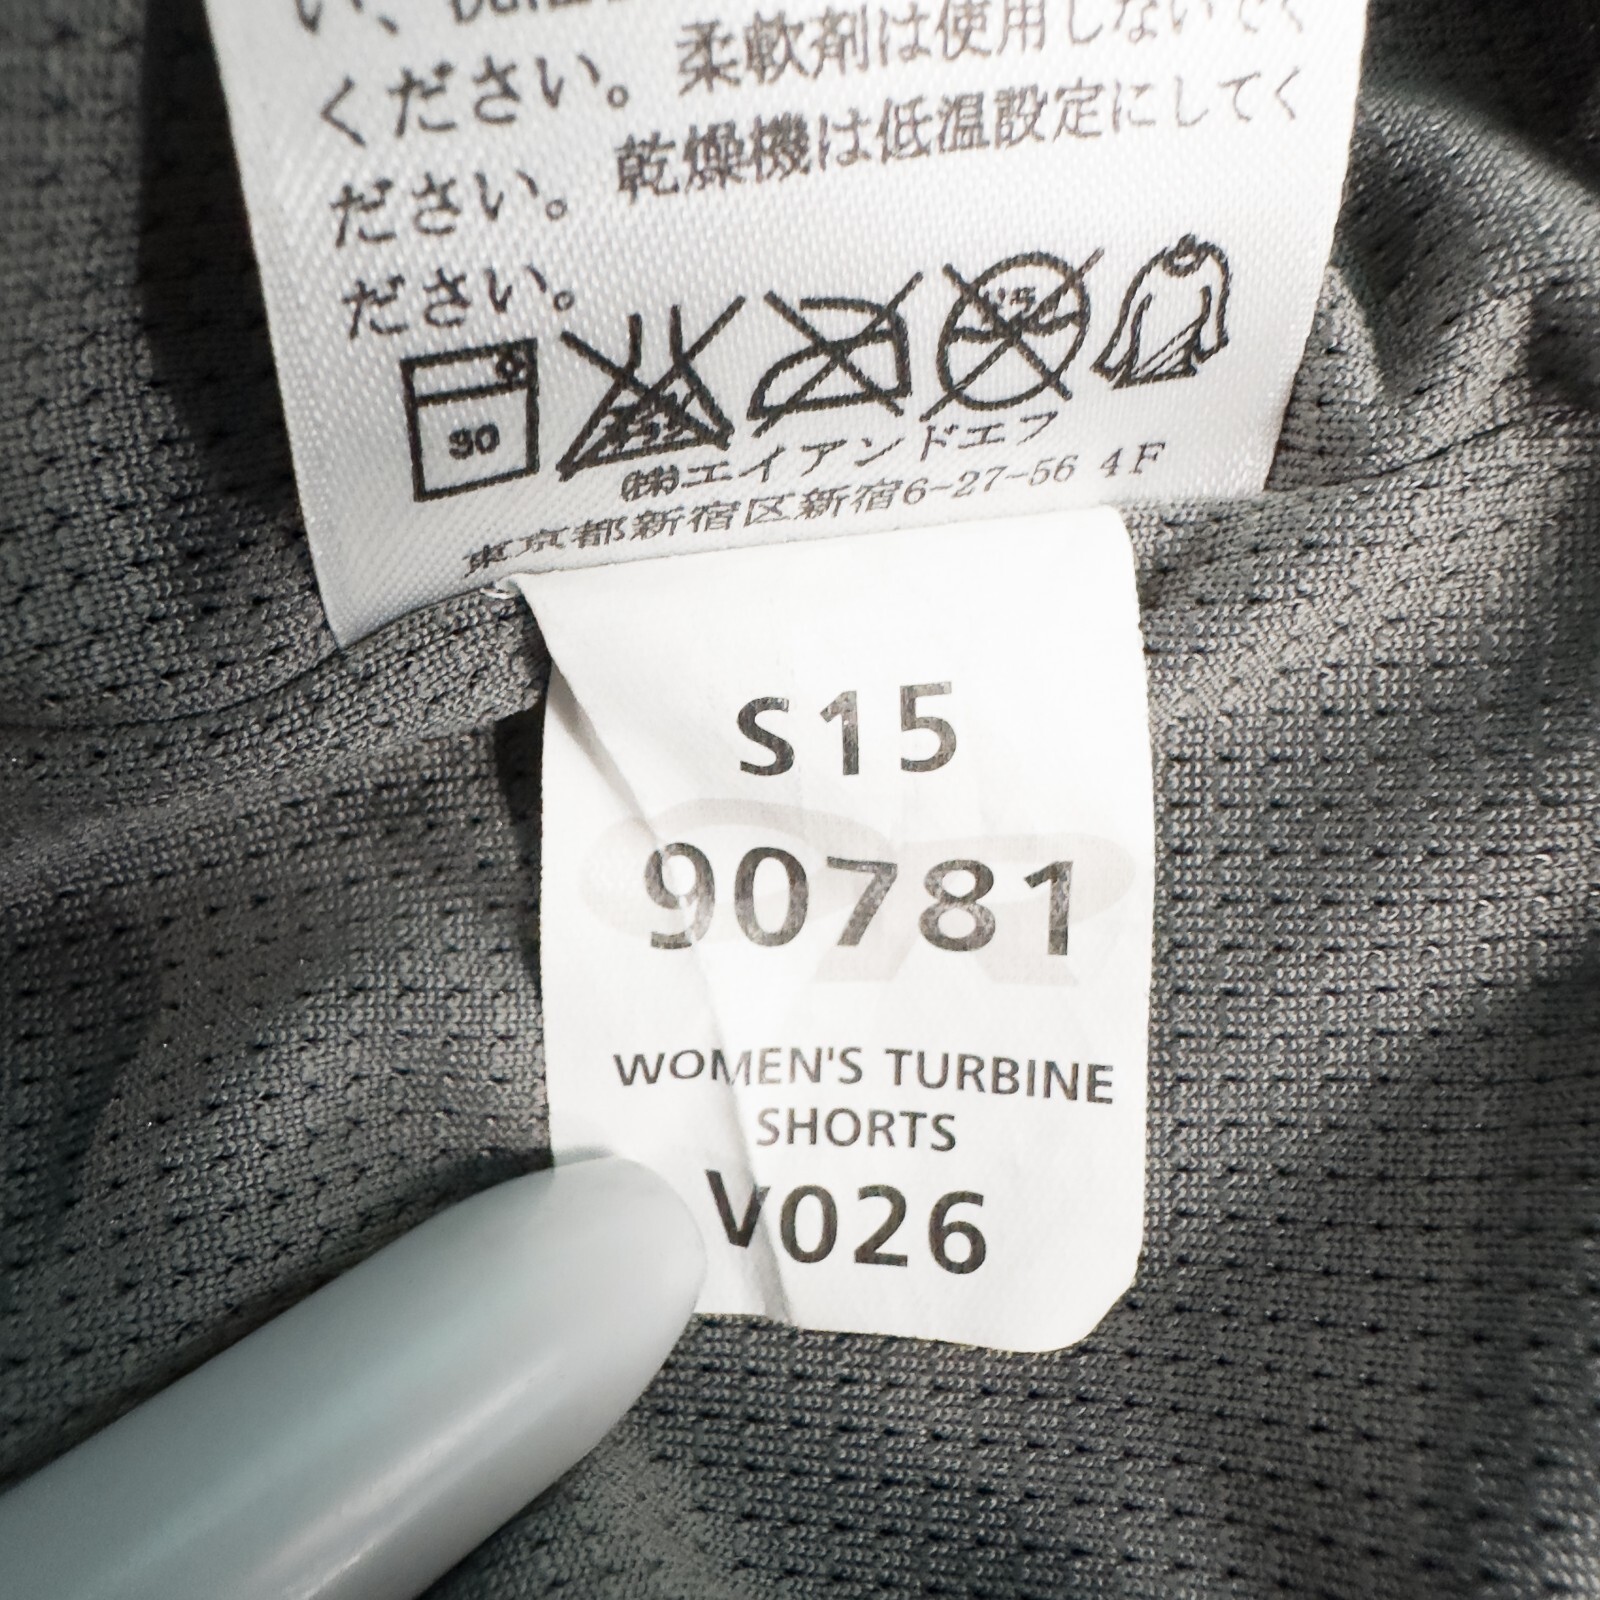 ください。柔軟剤は使用しないでく
ださい。乾燥機は低温設定にしてく
ださい。
30
(株)エイアンドエフ
東京都新宿区新宿6-27-56 4F
S15
90781
WOMEN'S TURBINE
SHORTS
V026